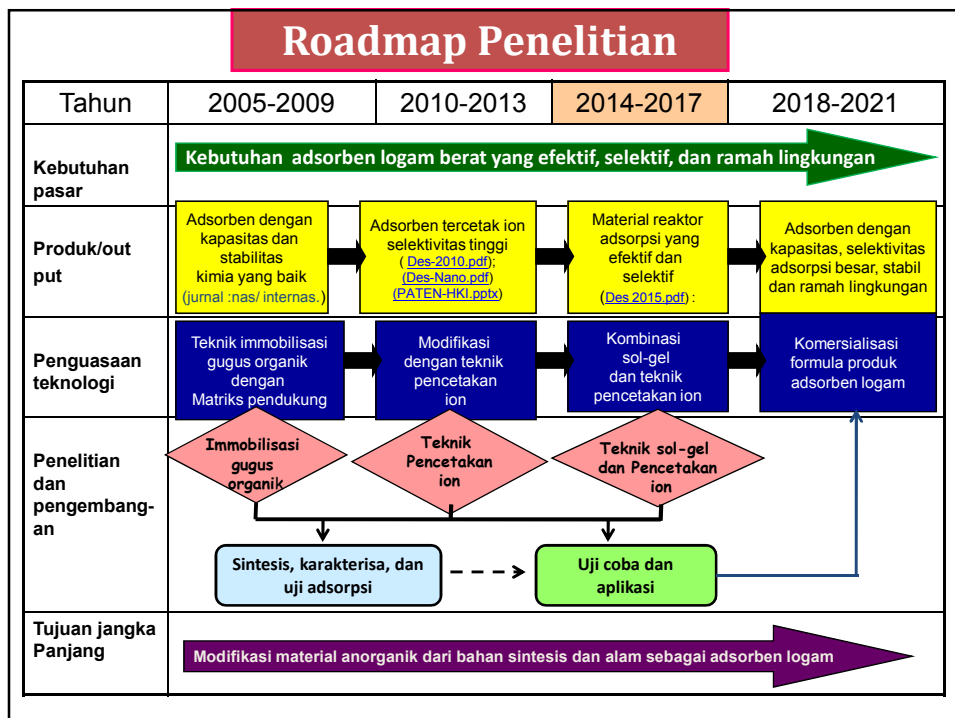 Roadmap Penelitian
Tahun
2005-2009
2010-2013
2014-2017
2018-2021
Kebutuhan
pasar
Kebutuhan adsorben logam berat yang efektif, selektif, dan ramah lingkungan
Produk/out
put
Adsorben dengan
kapasitas dan
stabilitas
kimia yang baik
(jurnal :nas/ internas.)
Adsorben tercetak ion
selektivitas tinggi
( Des-2010.pdf);
(Des-Nano.pdf)
(PATEN-HKI.pptx)
Material reaktor
adsorpsi yang
efektif dan
selektif
(Des 2015.pdf) :
Adsorben dengan
kapasitas, selektivitas
adsorpsi besar, stabil
dan ramah lingkungan
Penguasaan
teknologi
Teknik immobilisasi
gugus organik
dengan
Matriks pendukung
Modifikasi
dengan teknik
pencetakan
ion
Kombinasi
sol-gel
dan teknik
pencetakan ion
Komersialisasi
formula produk
adsorben logam
Penelitian
dan
pengembang-
an
Immobilisasi
gugus
organik
Teknik
Pencetakan
ion
Teknik sol-gel
dan Pencetakan
ion
Sintesis, karakterisa, dan
uji adsorpsi
Uji coba dan
aplikasi
Tujuan jangka
Panjang
Modifikasi material anorganik dari bahan sintesis dan alam sebagai adsorben logam